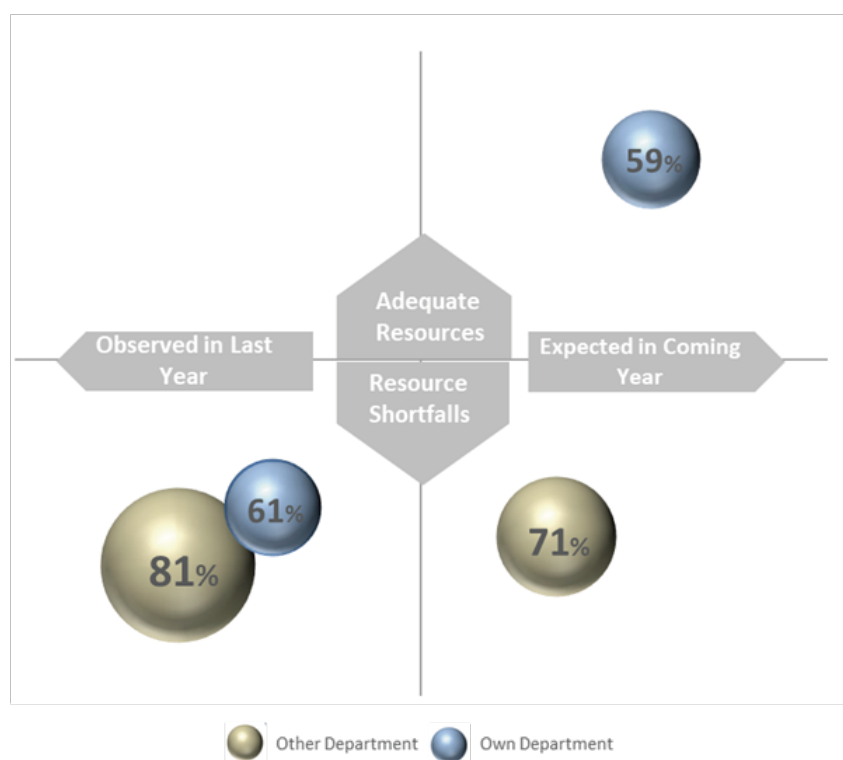 59%
Adequate
Resources
Observed in Last
Year
Expected in Coming
Year
Resource
Shortfalls
61%
81%
71%
Other Department
Own Department